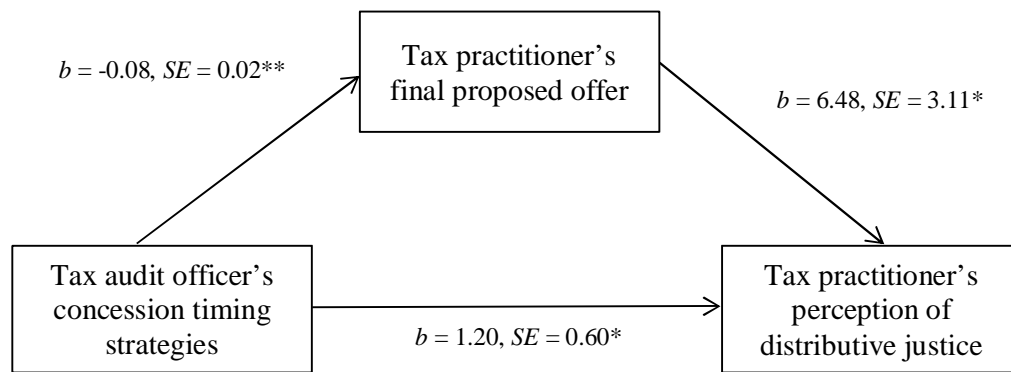 Tax practitioner’s
final proposed offer
b = -0.08, SE = 0.02**
b = 6.48, SE = 3.11*
Tax audit officer’s
concession timing
strategies
b = 1.20, SE = 0.60*
Tax practitioner’s
perception of
distributive justice